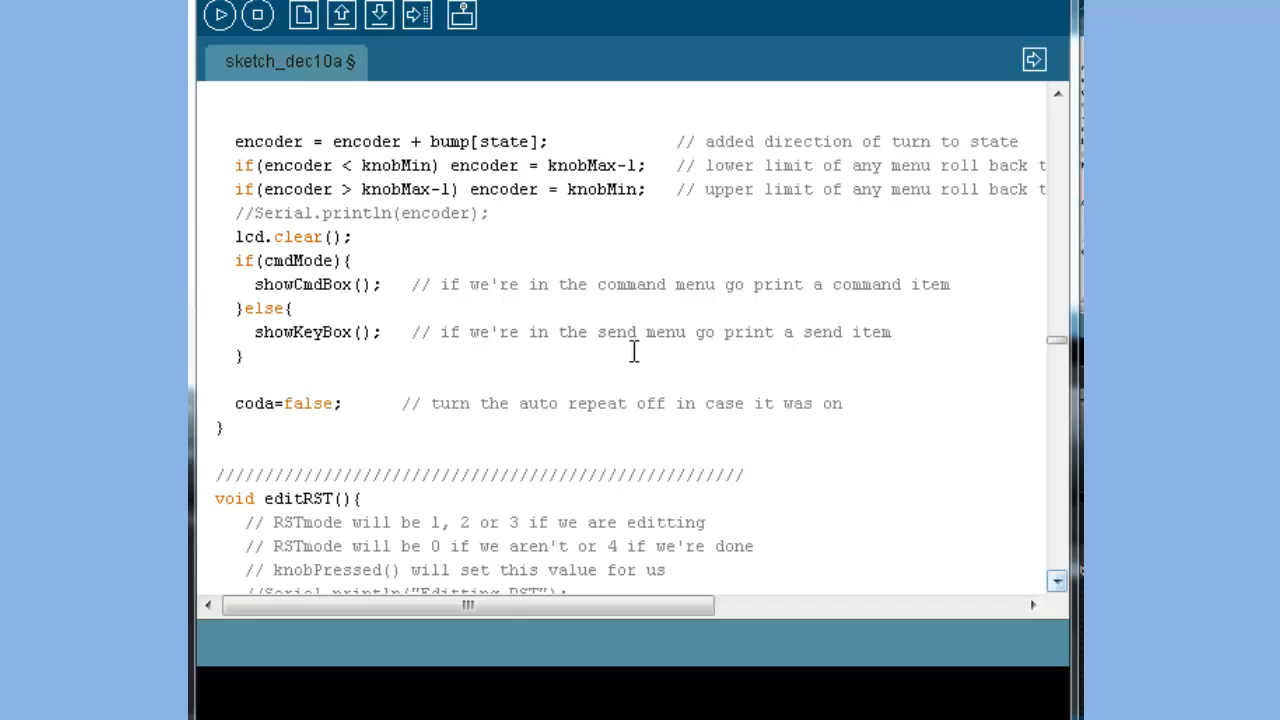 sketch_dec10a §
encoder = encoder + bump[state]; // added direction of turn to state
if(encoder < knobMin) encoder = knobMax-1; // lower limit of any menu roll back t
if(encoder > knobMax-1) encoder = knobMin; // upper limit of any menu roll back t
//Serial.println(encoder);
lcd.clear();
if(cmdMode){
showCmdBox(); // if we're in the command menu go print a command item
}else{
showKeyBox(); // if we're in the send menu go print a send item
}
coda=false; // turn the auto repeat off in case it was on
}
//////////////////////////////////////////////////////
void editRST(){
// RSTmode will be 1, 2 or 3 if we are editting
// RSTmode will be 0 if we aren't or 4 if we're done
// knobPressed() will set this value for us
//Serial.println("Editting RST");